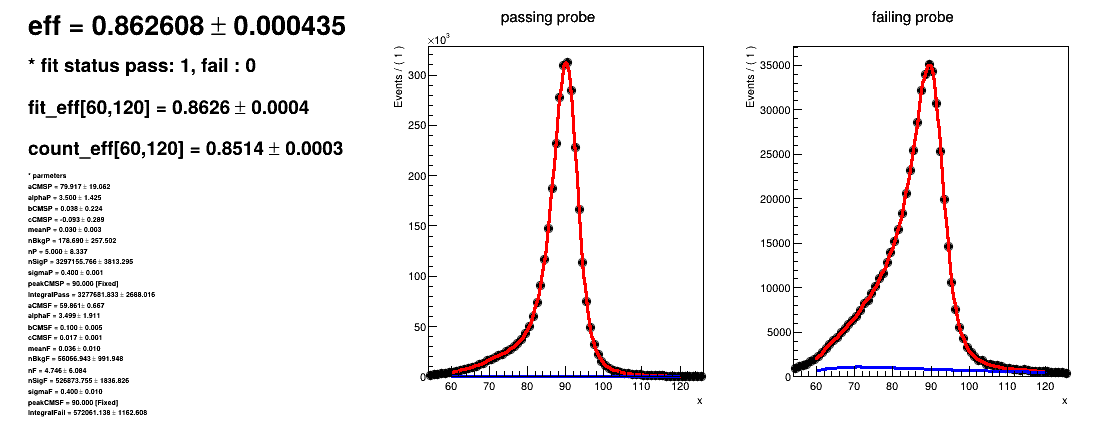 eff = 0.862608 ± 0.000435
* fit status pass: 1, fail : 0
fit_eff[60,120] = 0.8626 ± 0.0004
count_eff[60,120] = 0.8514 ± 0.0003
* parmeters
aCMSP = 79.917 ± 19.062
alphaP = 3.500 ± 1.425
bCMSP = 0.038 ± 0.224
cCMSP = -0.093 ± 0.289
meanP = 0.030 ± 0.003
nBkgP = 178.690 ± 257.502
nP = 5.000 ± 8.337
nSigP = 3297155.766 ± 3813.295
sigmaP = 0.400 ± 0.001
peakCMSP = 90.000 [Fixed]
integralPass = 3277681.833 ± 2688.016
aCMSF = 59.861 ± 0.667
alphaF = 3.499 ± 1.911
bCMSF = 0.100 ± 0.005
cCMSF = 0.017 ± 0.001
meanF = 0.036 ± 0.010
nBkgF = 56066.943 ± 991.948
nF = 4.746 ± 6.084
nSigF = 526873.755 ± 1836.826
sigmaF = 0.400 ± 0.010
peakCMSF = 90.000 [Fixed]
integralFail = 572061.138 ± 1162.608
passing probe
×10³
Events / ( 1 )
300
250
200
150
100
50
0
60 70 80 90 100 110 120
x
failing probe
Events / ( 1 )
35000
30000
25000
20000
15000
10000
5000
0
60 70 80 90 100 110 120
x